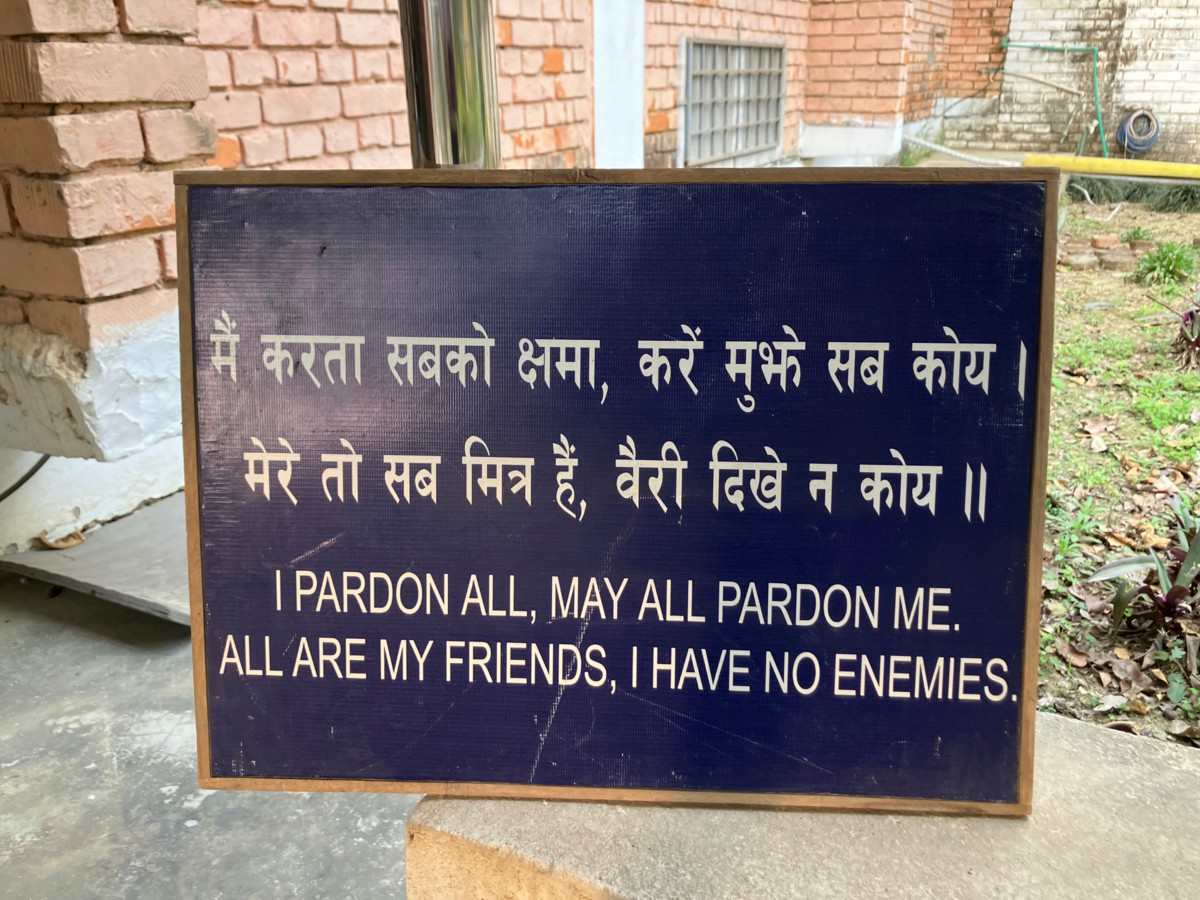 मैं करता सबको क्षमा, करें मुझे सब कोय ।
मेरे तो सब मित्र हैं, वैरी दिखे न कोय ॥
I PARDON ALL, MAY ALL PARDON ME.
ALL ARE MY FRIENDS, I HAVE NO ENEMIES.